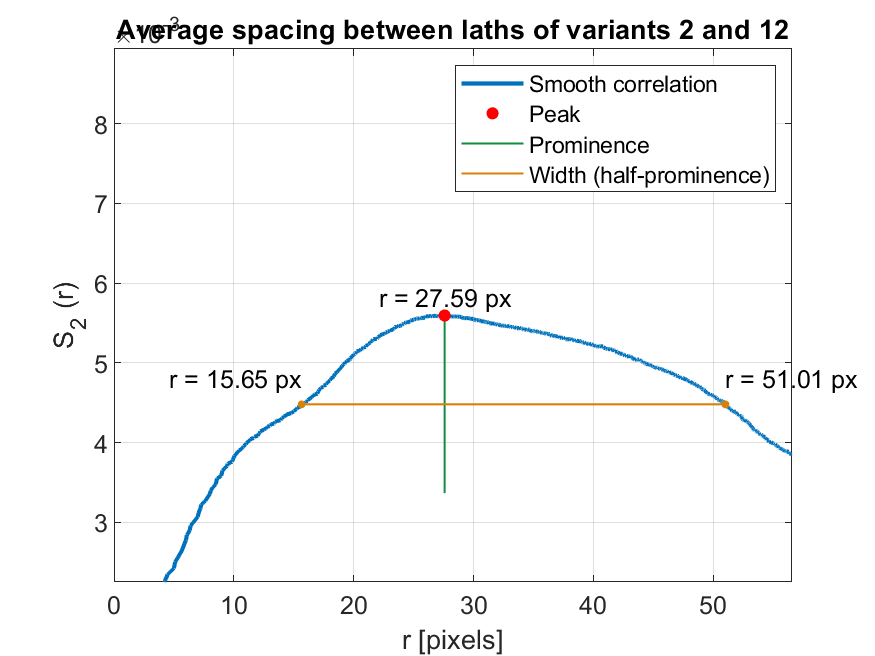 Average spacing between laths of variants 2 and 12
×10⁻³
Smooth correlation
Peak
Prominence
Width (half-prominence)
8
7
6
5
4
3
S₂ (r)
r = 27.59 px
r = 15.65 px
r = 51.01 px
0 10 20 30 40 50
r [pixels]